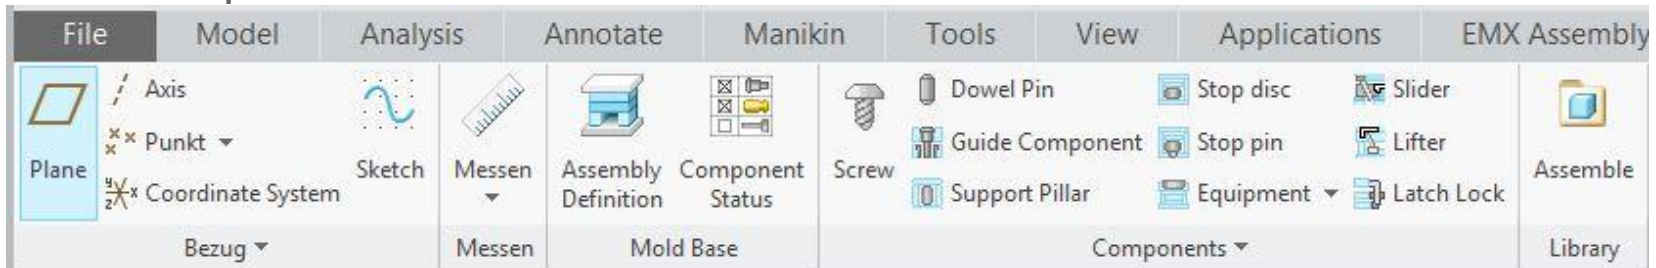 File Model Analysis Annotate Manikin Tools View Applications EMX Assembly
Axis
Punkt
Coordinate System
Plane
Sketch
Messen
Assembly
Definition
Component
Status
Screw
Dowel Pin
Guide Component
Support Pillar
Stop disc
Stop pin
Equipment
Slider
Lifter
Latch Lock
Assemble
Bezug Messen Mold Base Components Library